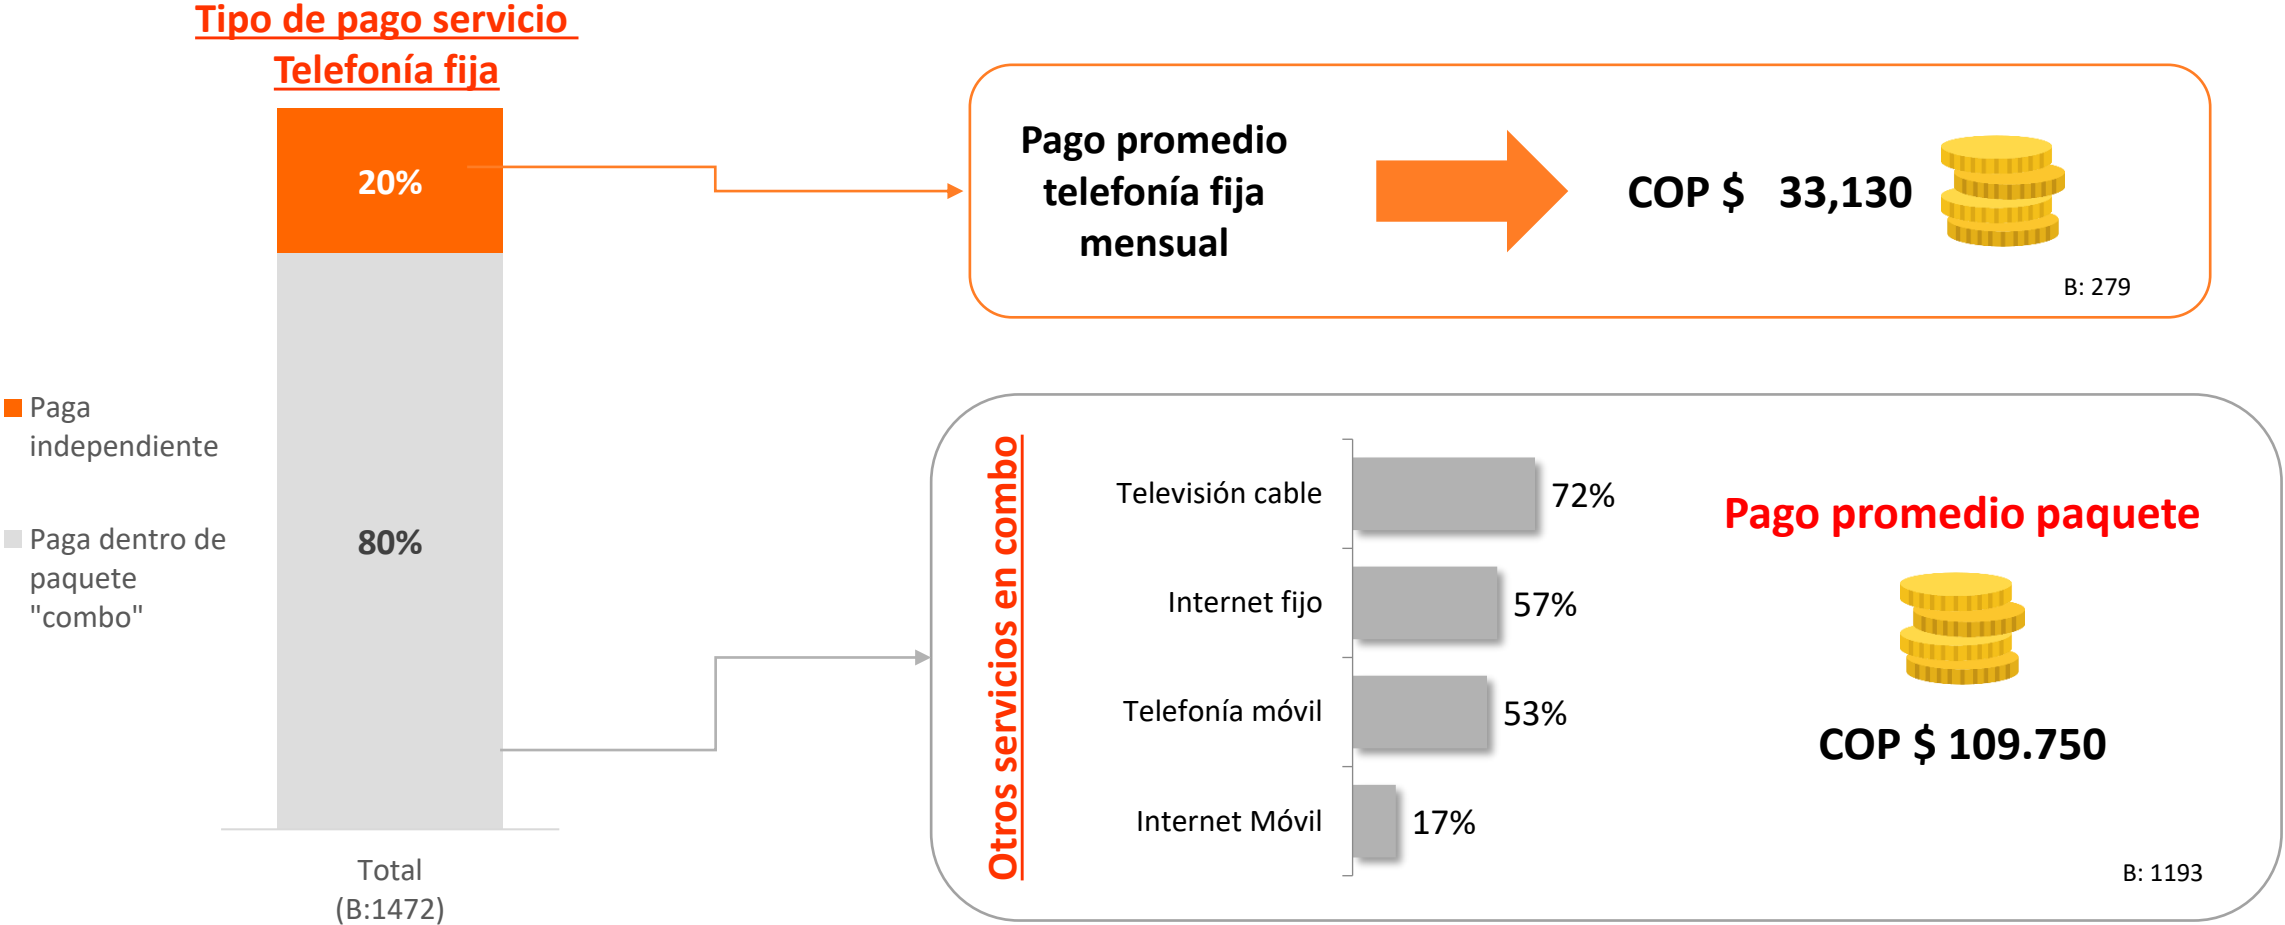 Tipo de pago servicio
Telefonía fija
20%
80%
Paga
independiente
Paga dentro de
paquete
"combo"
Total
(B:1472)
Pago promedio
telefonía fija
mensual
COP $ 33,130
B: 279
Otros servicios en combo
Televisión cable
72%
Internet fijo
57%
Telefonía móvil
53%
Internet Móvil
17%
Pago promedio paquete
COP $ 109.750
B: 1193